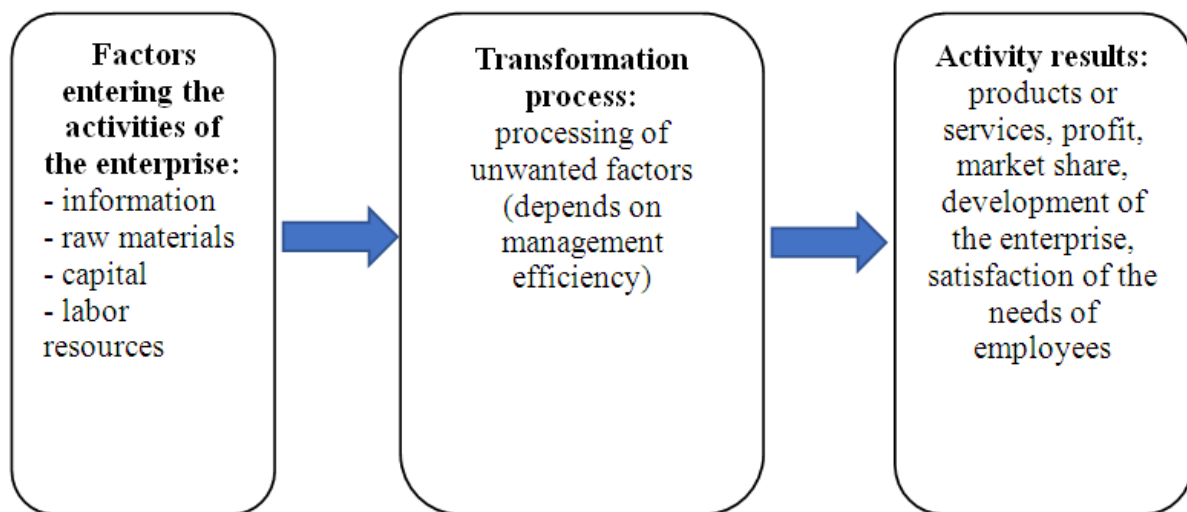 Factors
entering the
activities of
the enterprise:
- information
- raw materials
- capital
- labor
resources
Transformation
process:
processing of
unwanted factors
(depends on
management
efficiency)
Activity results:
products or
services, profit,
market share,
development of
the enterprise,
satisfaction of the
needs of
employees